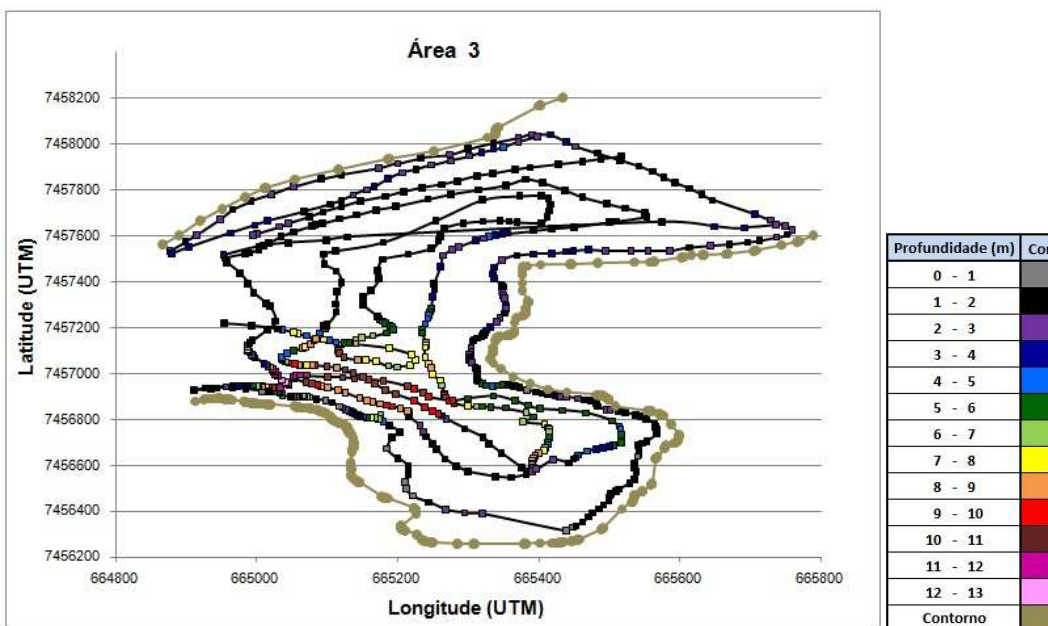 Área 3
7458200
7458000
7457800
7457600
7457400
7457200
7457000
7456800
7456600
7456400
7456200
Latitude (UTM)
664800 665000 665200 665400 665600 665800
Longitude (UTM)
Profundidade (m) Cor
0 - 1
1 - 2
2 - 3
3 - 4
4 - 5
5 - 6
6 - 7
7 - 8
8 - 9
9 - 10
10 - 11
11 - 12
12 - 13
Contorno